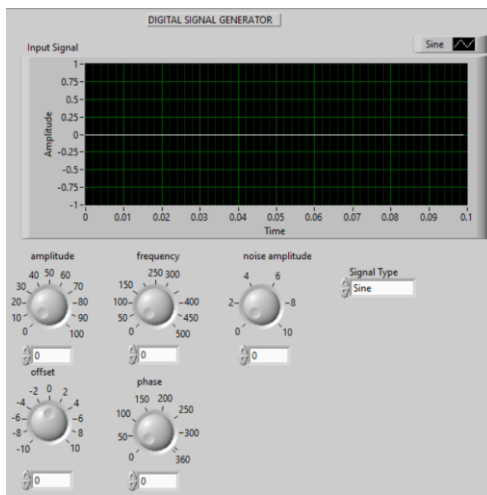 DIGITAL SIGNAL GENERATOR
Input Signal
Sine
Amplitude
1
0.75
0.5
0.25
0
-0.25
-0.5
-0.75
-1
0 0.01 0.02 0.03 0.04 0.05 0.06 0.07 0.08 0.09 0.1
Time
amplitude
0 10 20 30 40 50 60 70 80 90 100
0
frequency
0 50 100 150 250 300 400 450 500
0
noise amplitude
0 2 4 6 8 10
0
Signal Type
Sine
offset
-10 -8 -6 -4 -2 0 2 4 6 8 10
0
phase
0 50 100 150 200 250 300 360
0